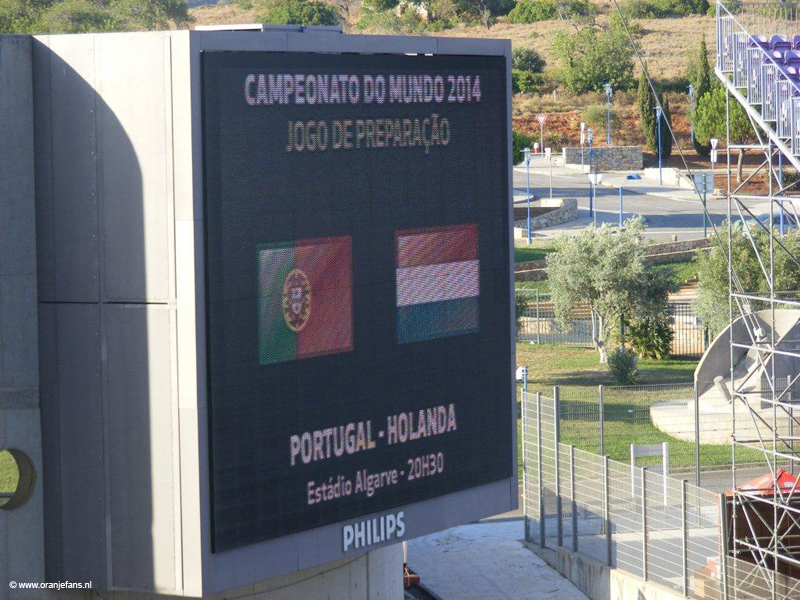 CAMPEONATO DO MUNDO 2014
JOGO DE PREPARAÇÃO
PORTUGAL - HOLANDA
Estádio Algarve - 20H30
PHILIPS
© www.oranjefans.nl